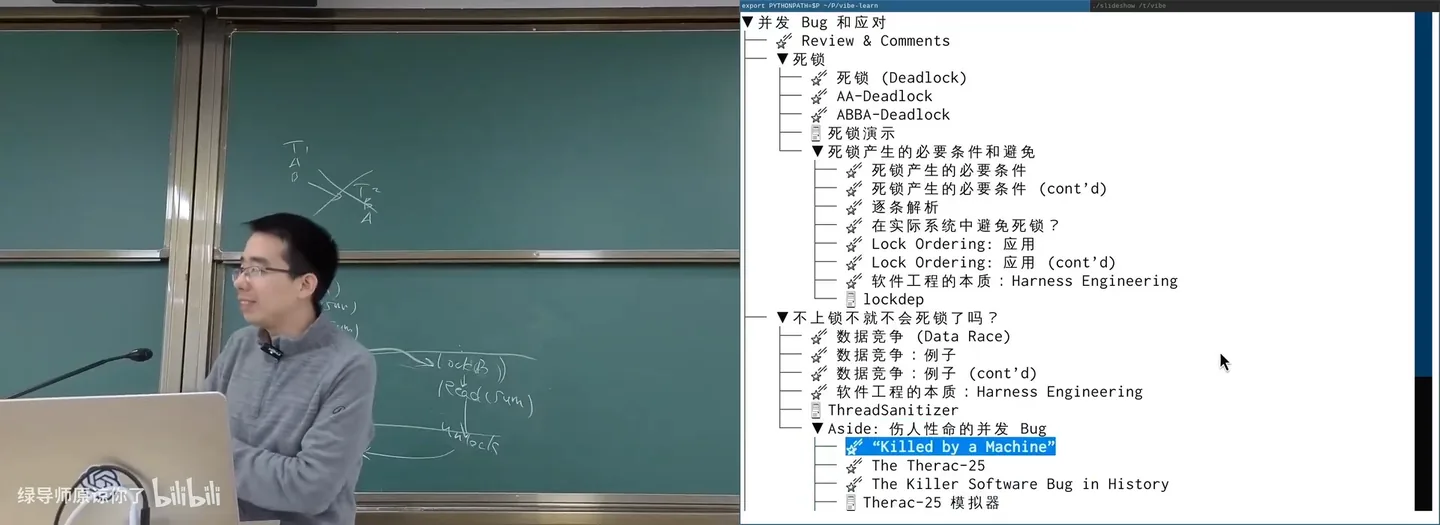 export PYTHONPATH=$P ~/P/vibe-learn
./slideshow /t/vibe
▼并发 Bug 和应对
Review & Comments
▼死锁
死锁 (Deadlock)
AA-Deadlock
ABBA-Deadlock
死锁演示
▼死锁产生的必要条件和避免
死锁产生的必要条件
死锁产生的必要条件 (cont’d)
逐条解析
在实际系统中避免死锁？
Lock Ordering: 应用
Lock Ordering: 应用 (cont’d)
软件工程的本质：Harness Engineering
lockdep
▼不上锁不就不会死锁了吗？
数据竞争 (Data Race)
数据竞争：例子
数据竞争：例子 (cont’d)
软件工程的本质：Harness Engineering
ThreadSanitizer
▼Aside: 伤人性命的并发 Bug
“Killed by a Machine”
The Therac-25
The Killer Software Bug in History
Therac-25 模拟器
T1
A
B
T2
B
A
sum)
Lock(B)
Read(sum)
unlock
绿导师原谅你了 bilibili